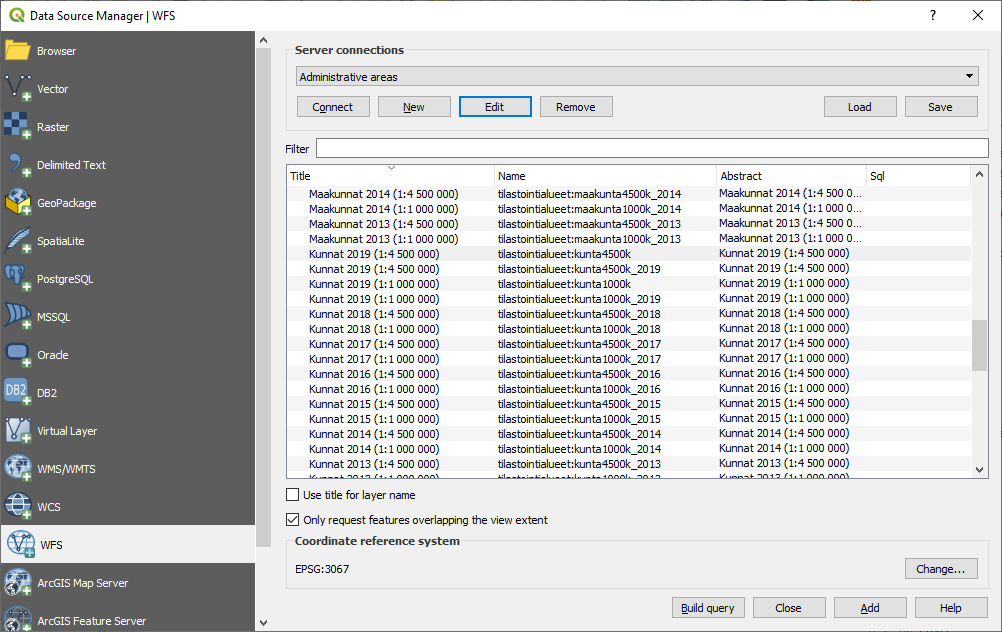 Data Source Manager | WFS
?
Browser
Vector
Raster
Delimited Text
GeoPackage
SpatiaLite
PostgreSQL
MSSQL
Oracle
DB2
DB2
Virtual Layer
WMS/WMTS
WCS
WFS
ArcGIS Map Server
ArcGIS Feature Server
Server connections
Administrative areas
Connect New Edit Remove Load Save
Filter
Title Name Abstract Sql
Maakunnat 2014 (1:4 500 000) tilastointialueet:maakunta4500k_2014 Maakunnat 2014 (1:4 500 0...
Maakunnat 2014 (1:1 000 000) tilastointialueet:maakunta1000k_2014 Maakunnat 2014 (1:1 000 0...
Maakunnat 2013 (1:4 500 000) tilastointialueet:maakunta4500k_2013 Maakunnat 2013 (1:4 500 0...
Maakunnat 2013 (1:1 000 000) tilastointialueet:maakunta1000k_2013 Maakunnat 2013 (1:1 000 0...
Kunnat 2019 (1:4 500 000) tilastointialueet:kunta4500k Kunnat 2019 (1:4 500 000)
Kunnat 2019 (1:4 500 000) tilastointialueet:kunta4500k_2019 Kunnat 2019 (1:4 500 000)
Kunnat 2019 (1:1 000 000) tilastointialueet:kunta1000k Kunnat 2019 (1:1 000 000)
Kunnat 2019 (1:1 000 000) tilastointialueet:kunta1000k_2019 Kunnat 2019 (1:1 000 000)
Kunnat 2018 (1:4 500 000) tilastointialueet:kunta4500k_2018 Kunnat 2018 (1:4 500 000)
Kunnat 2018 (1:1 000 000) tilastointialueet:kunta1000k_2018 Kunnat 2018 (1:1 000 000)
Kunnat 2017 (1:4 500 000) tilastointialueet:kunta4500k_2017 Kunnat 2017 (1:4 500 000)
Kunnat 2017 (1:1 000 000) tilastointialueet:kunta1000k_2017 Kunnat 2017 (1:1 000 000)
Kunnat 2016 (1:4 500 000) tilastointialueet:kunta4500k_2016 Kunnat 2016 (1:4 500 000)
Kunnat 2016 (1:1 000 000) tilastointialueet:kunta1000k_2016 Kunnat 2016 (1:1 000 000)
Kunnat 2015 (1:4 500 000) tilastointialueet:kunta4500k_2015 Kunnat 2015 (1:4 500 000)
Kunnat 2015 (1:1 000 000) tilastointialueet:kunta1000k_2015 Kunnat 2015 (1:1 000 000)
Kunnat 2014 (1:4 500 000) tilastointialueet:kunta4500k_2014 Kunnat 2014 (1:4 500 000)
Kunnat 2014 (1:1 000 000) tilastointialueet:kunta1000k_2014 Kunnat 2014 (1:1 000 000)
Kunnat 2013 (1:4 500 000) tilastointialueet:kunta4500k_2013 Kunnat 2013 (1:4 500 000)
Use title for layer name
Only request features overlapping the view extent
Coordinate reference system
EPSG:3067
Change...
Build query Close Add Help